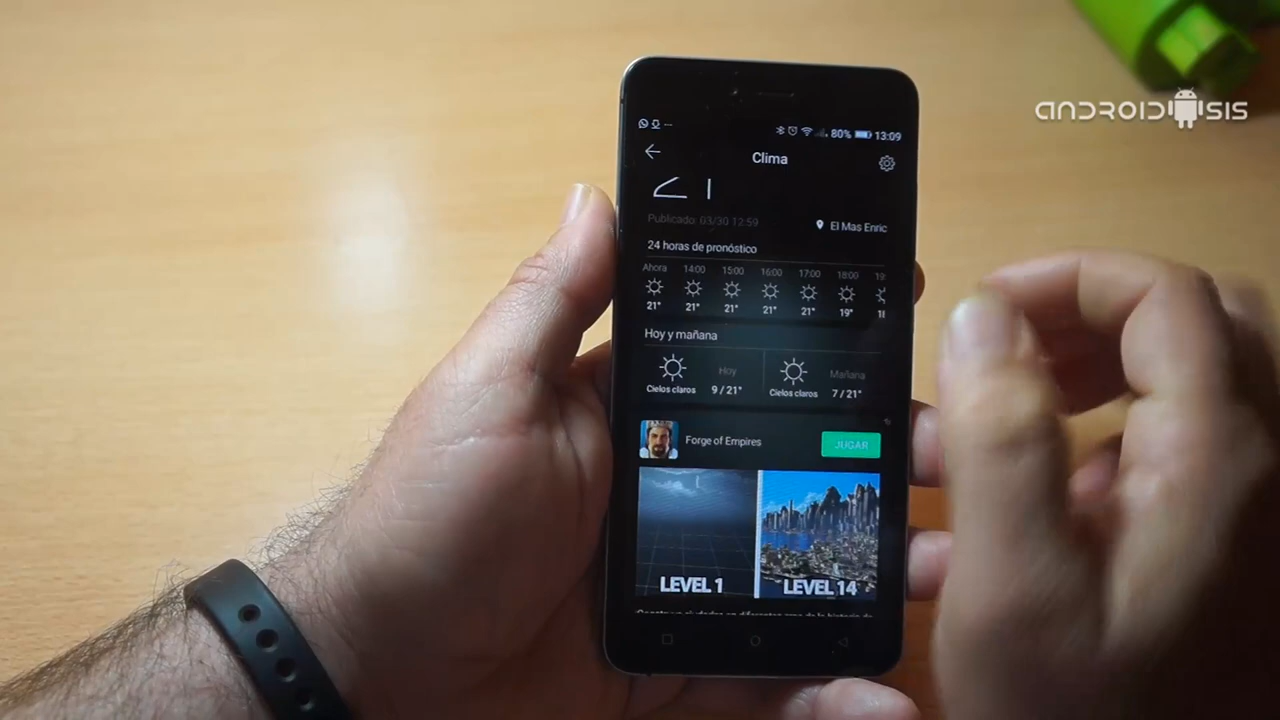 ANDROIDSIS
80% 13:09
Clima
Publicado: 03/30 12:59
El Mas Enric
24 horas de pronóstico
Ahora 14:00 15:00 16:00 17:00 18:00 19:
21° 21° 21° 21° 21° 19° 18
Hoy y mañana
Hoy
Cielos claros 9 / 21°
Mañana
Cielos claros 7 / 21°
Forge of Empires
JUGAR
LEVEL 1
LEVEL 14